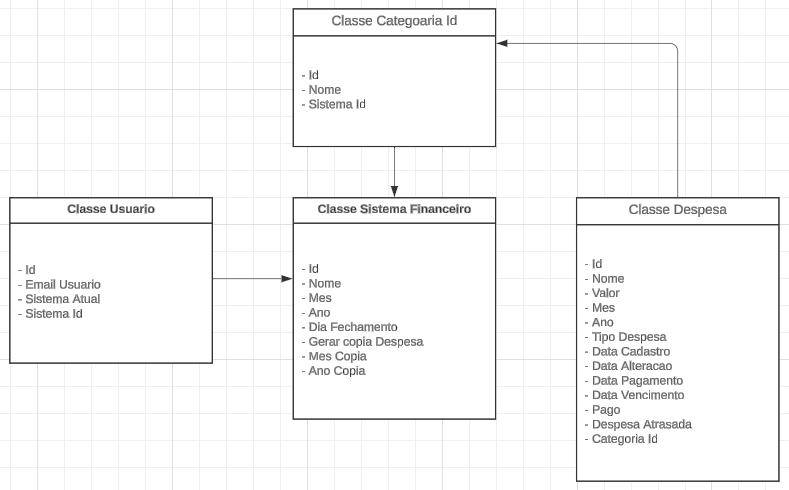 Classe Categoaria Id
- Id
- Nome
- Sistema Id
Classe Usuario
- Id
- Email Usuario
- Sistema Atual
- Sistema Id
Classe Sistema Financeiro
- Id
- Nome
- Mes
- Ano
- Dia Fechamento
- Gerar copia Despesa
- Mes Copia
- Ano Copia
Classe Despesa
- Id
- Nome
- Valor
- Mes
- Ano
- Tipo Despesa
- Data Cadastro
- Data Alteracao
- Data Pagamento
- Data Vencimento
- Pago
- Despesa Atrasada
- Categoria Id